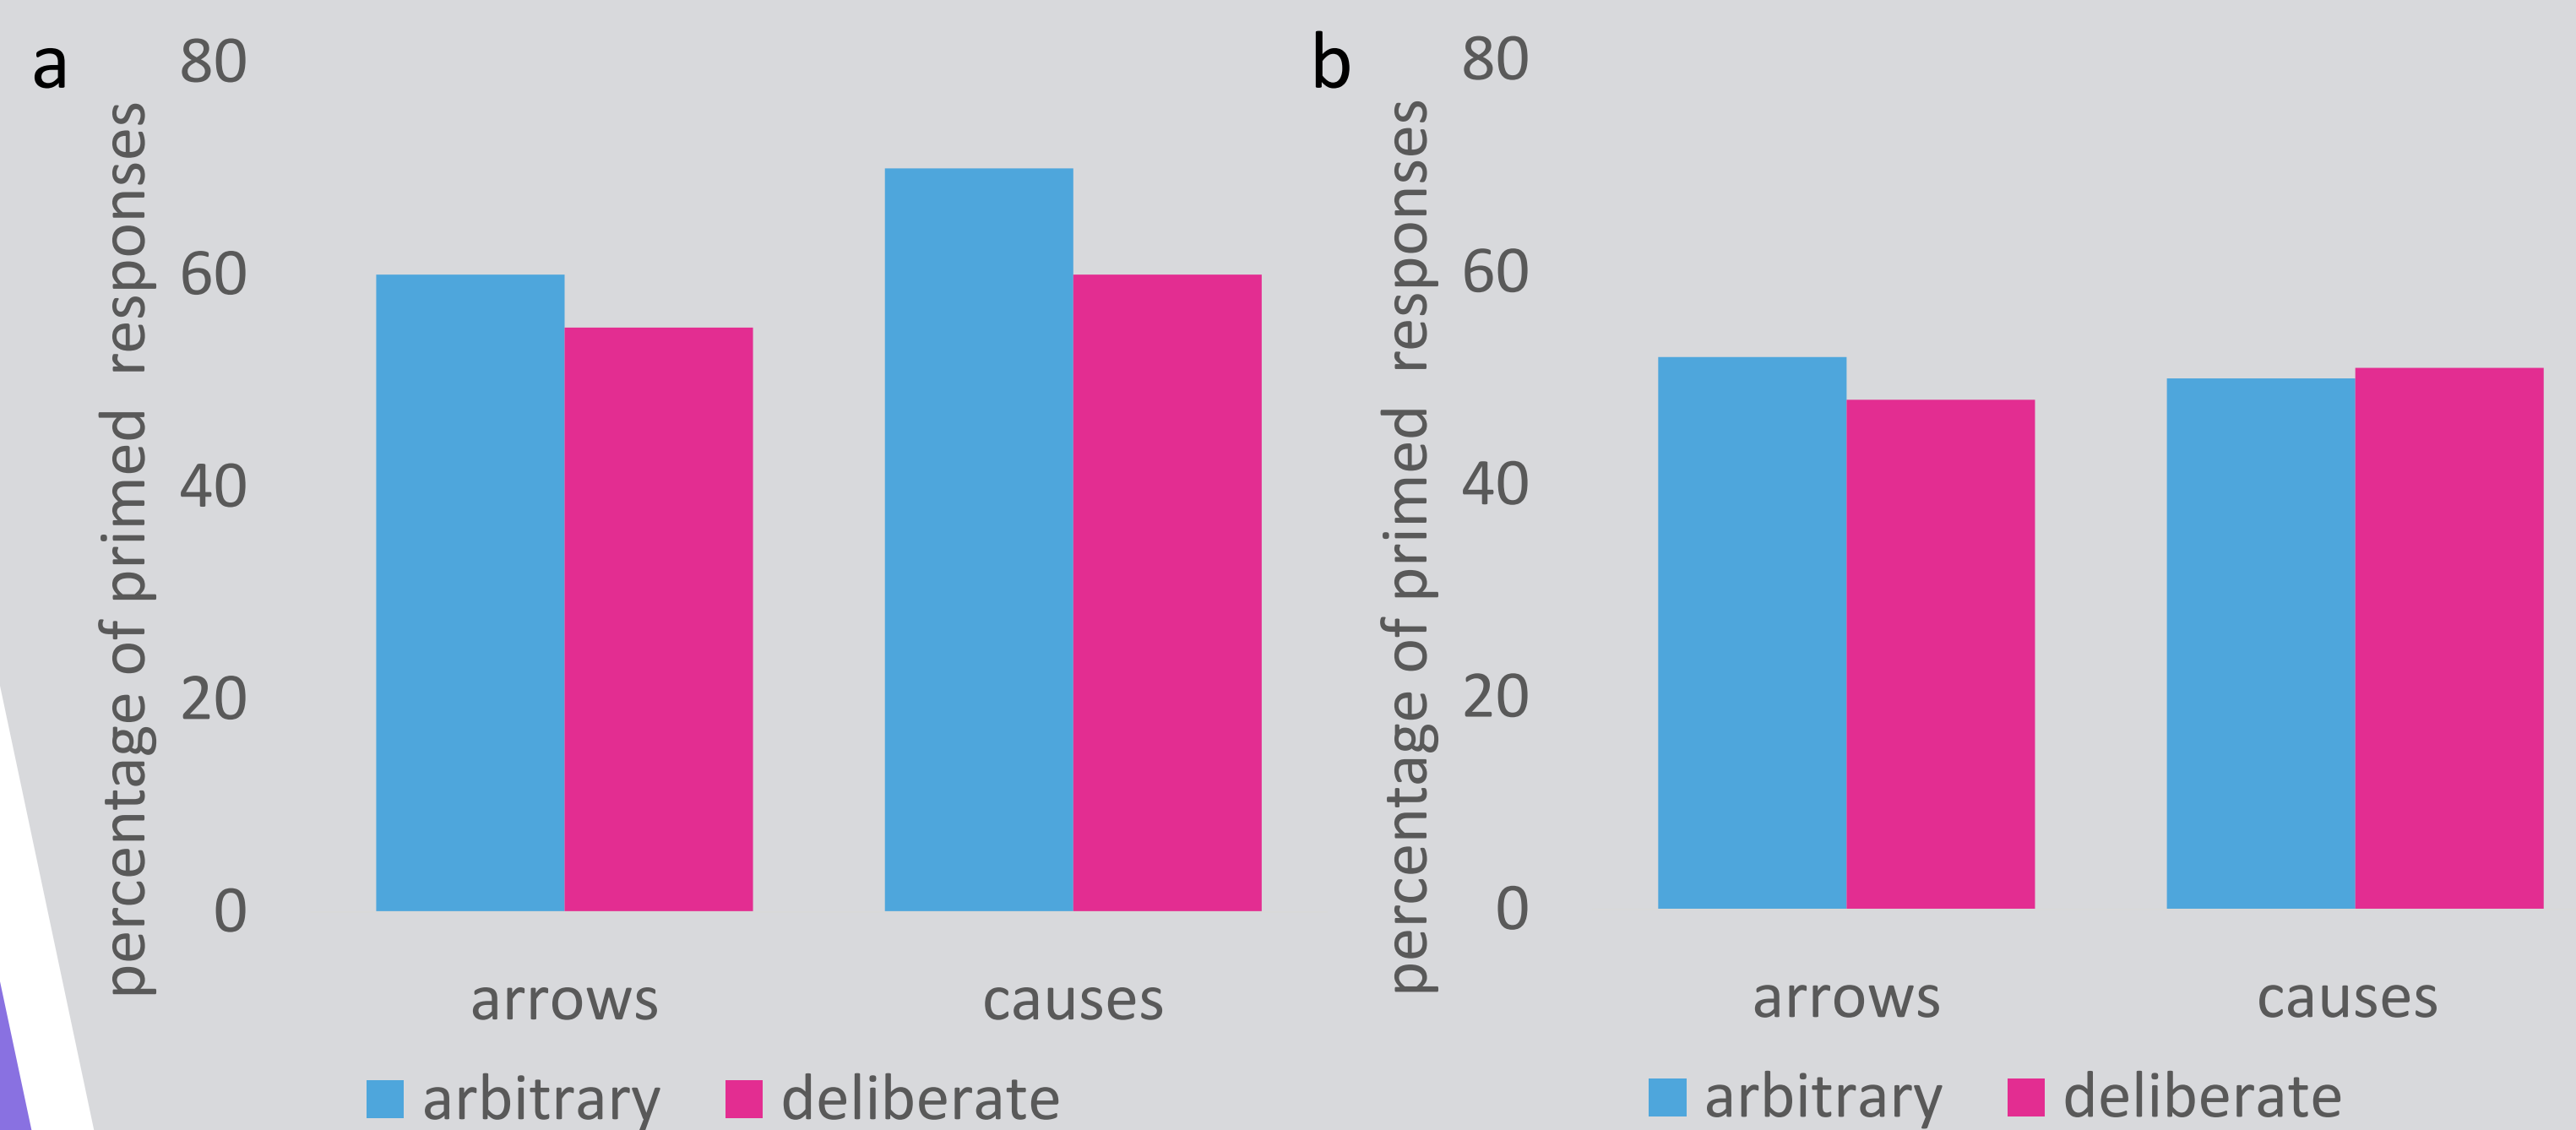 a
percentage of primed responses
80
60
40
20
0
arrows causes
arbitrary deliberate
b
percentage of primed responses
80
60
40
20
0
arrows causes
arbitrary deliberate